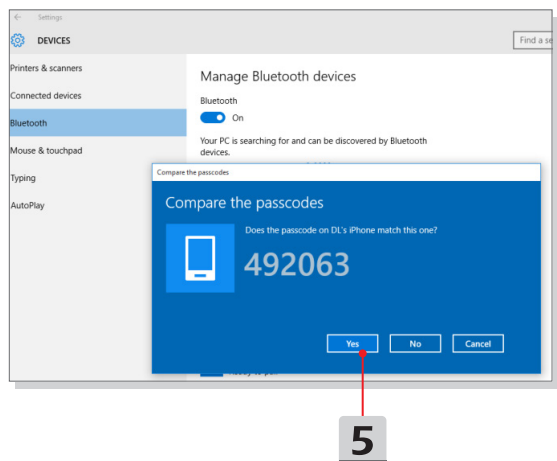 Settings
DEVICES
Find a se
Printers & scanners
Connected devices
Bluetooth
Mouse & touchpad
Typing
AutoPlay
Manage Bluetooth devices
Bluetooth
On
Your PC is searching for and can be discovered by Bluetooth
devices.
Compare the passcodes
Compare the passcodes
Does the passcode on DL's iPhone match this one?
492063
Yes No Cancel
5